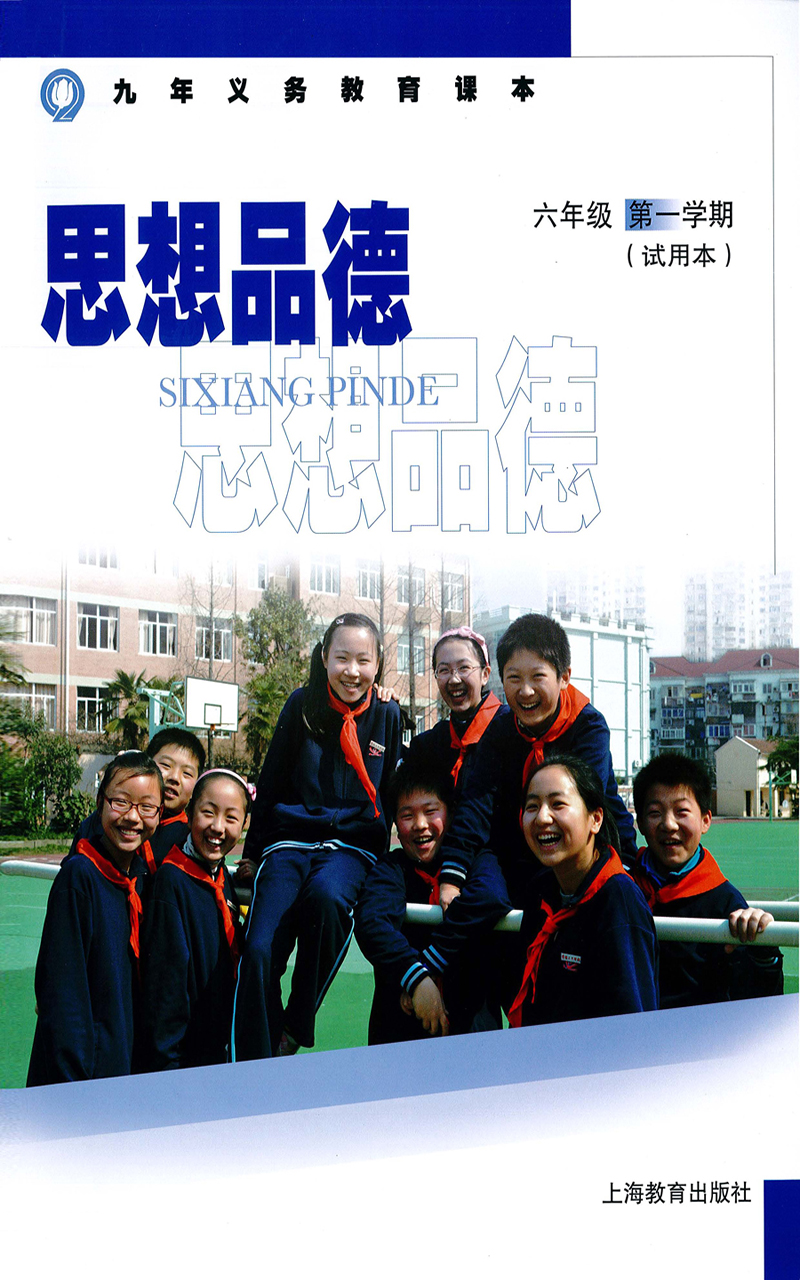 九年义务教育课本
思想品德
六年级 第一学期
（试用本）
思想品德
SIXIANG PINDE
上海教育出版社